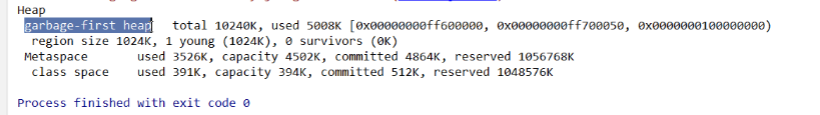 Heap
garbage-first heap   total 10240K, used 5008K [0x00000000ff600000, 0x00000000ff700050, 0x0000000100000000)
region size 1024K, 1 young (1024K), 0 survivors (0K)
Metaspace       used 3526K, capacity 4502K, committed 4864K, reserved 1056768K
class space    used 391K, capacity 394K, committed 512K, reserved 1048576K
Process finished with exit code 0